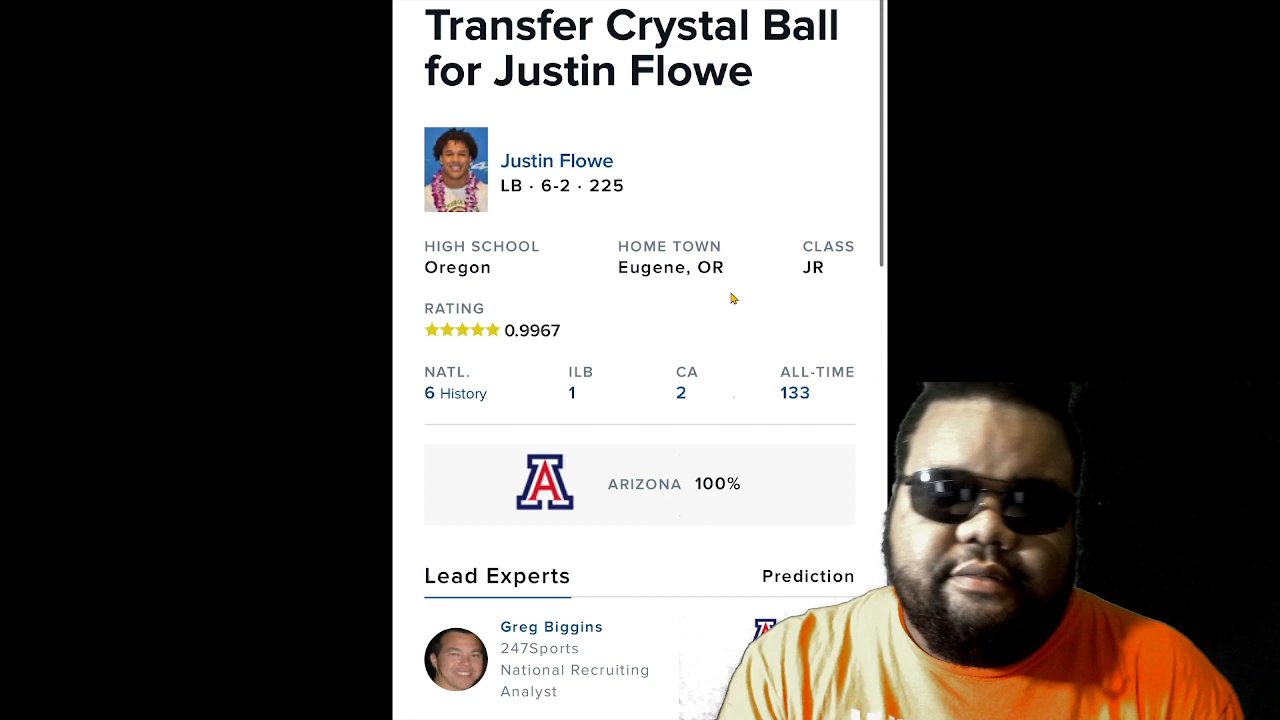 Transfer Crystal Ball
for Justin Flowe
Justin Flowe
LB · 6-2 · 225
HIGH SCHOOL HOME TOWN CLASS
Oregon Eugene, OR JR
RATING
0.9967
NATL. ILB CA ALL-TIME
6 History 1 2 133
A ARIZONA 100%
Lead Experts Prediction
Greg Biggins
247Sports
National Recruiting
Analyst